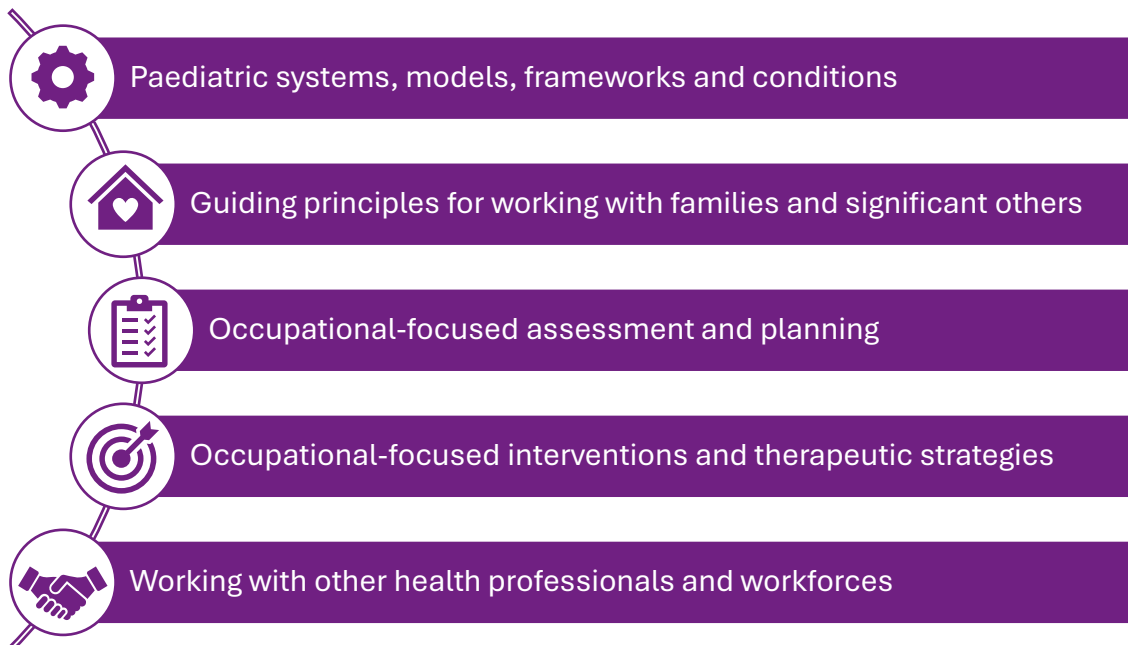 Paediatric systems, models, frameworks and conditions
Guiding principles for working with families and significant others
Occupational-focused assessment and planning
Occupational-focused interventions and therapeutic strategies
Working with other health professionals and workforces